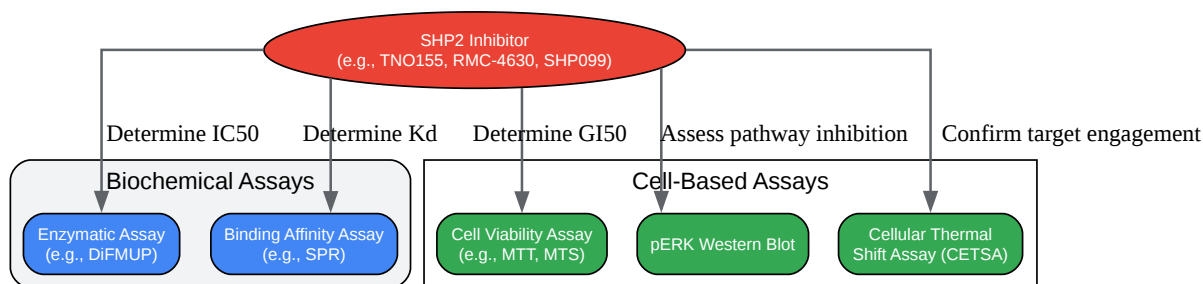 SHP2 Inhibitor
(e.g., TNO155, RMC-4630, SHP099)
Determine IC50
Determine Kd
Determine GI50
Assess pathway inhibition
Confirm target engagement
Biochemical Assays
Cell-Based Assays
Enzymatic Assay
(e.g., DiFMUP)
Binding Affinity Assay
(e.g., SPR)
Cell Viability Assay
(e.g., MTT, MTS)
pERK Western Blot
Cellular Thermal
Shift Assay (CETSA)